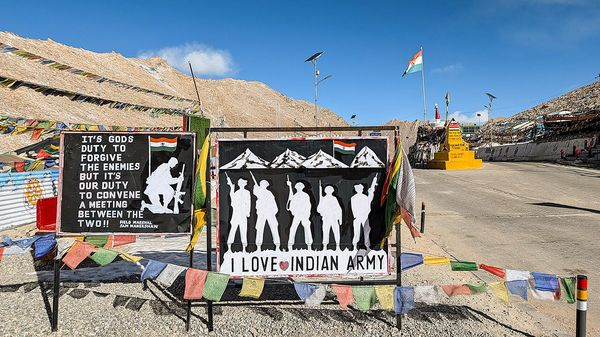 IT'S GODS
DUTY TO
FORGIVE
THE ENEMIES
BUT IT'S
OUR DUTY
TO CONVENE
A MEETING
BETWEEN THE
TWO!!
FIELD MARSHAL
SAM MANEKSHAW
I LOVE INDIAN ARMY